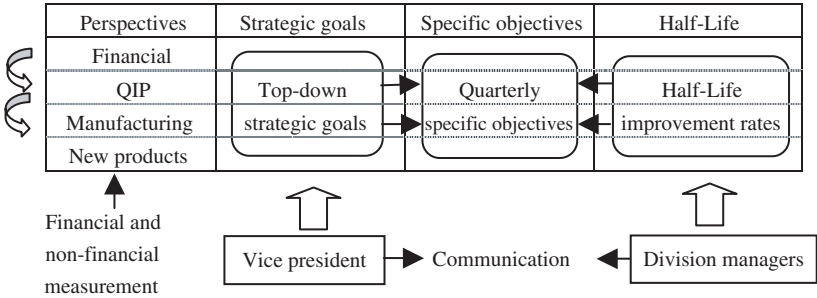 Perspectives Strategic goals Specific objectives Half-Life
Financial
QIP Top-down Quarterly Half-Life
Manufacturing strategic goals specific objectives improvement rates
New products
Financial and
non-financial
measurement
Vice president Communication Division managers